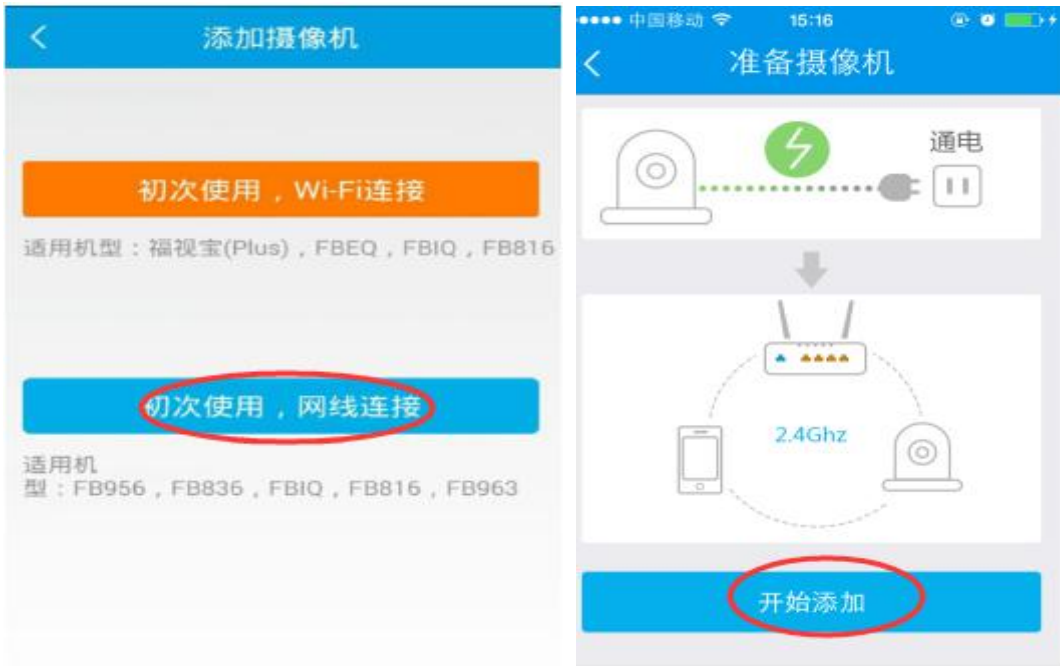 添加摄像机
初次使用，Wi-Fi连接
适用机型：福视宝(Plus)，FBEQ，FBIQ，FB816
初次使用，网线连接
适用机
型：FB956，FB836，FBIQ，FB816，FB963
中国移动 15:16
准备摄像机
通电
2.4Ghz
开始添加